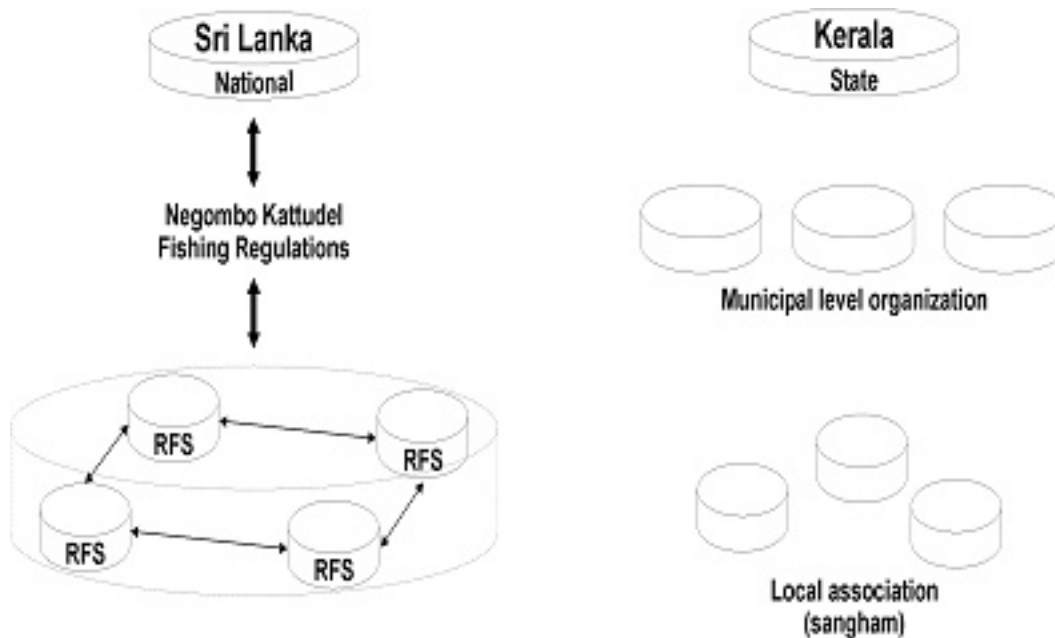 Sri Lanka
National
Negombo Kattudel
Fishing Regulations
RFS
RFS
RFS
RFS
Kerala
State
Municipal level organization
Local association
(sangham)